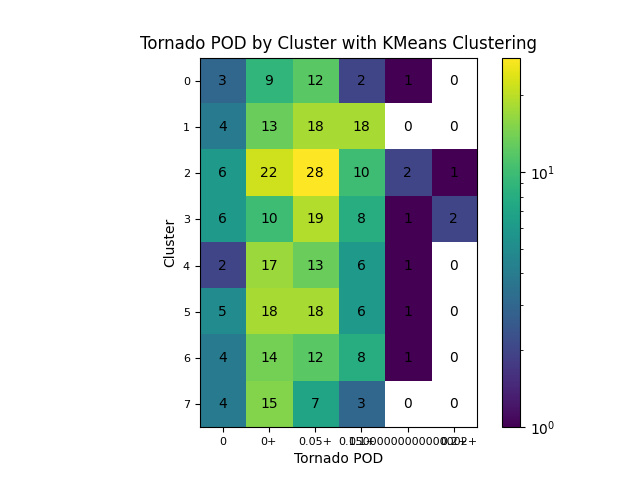 Tornado POD by Cluster with KMeans Clustering
0 3 9 12 2 1 0
1 4 13 18 18 0 0
2 6 22 28 10 2 1
3 6 10 19 8 1 2
4 2 17 13 6 1 0
5 5 18 18 6 1 0
6 4 14 12 8 1 0
7 4 15 7 3 0 0
0 0+ 0.05+
Tornado POD
Cluster
10¹
10⁰